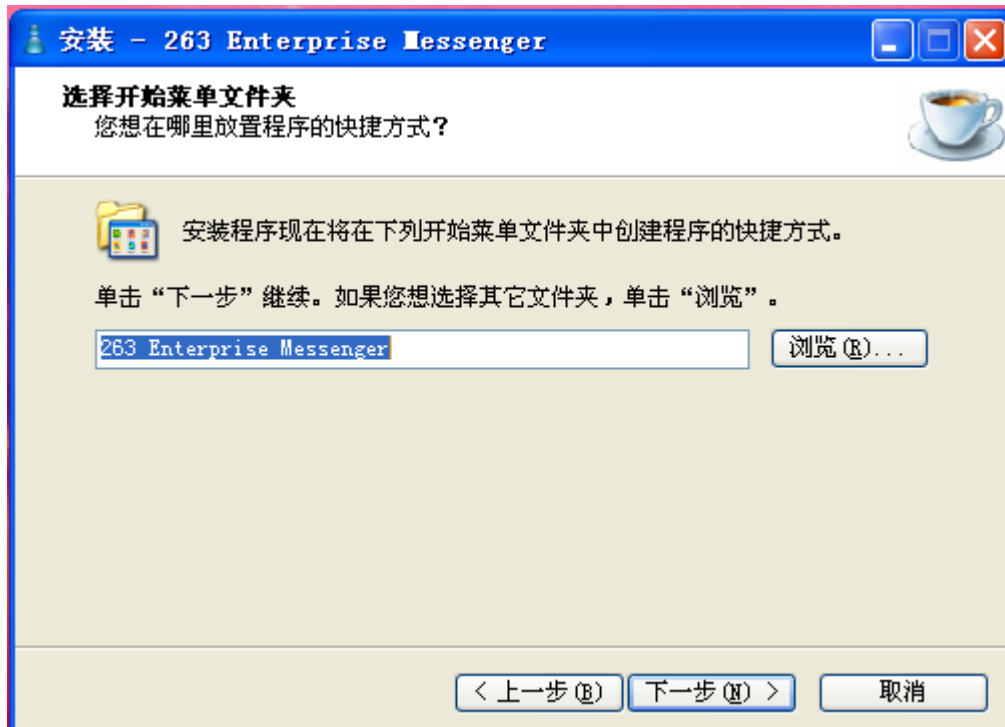 安装 - 263 Enterprise Messenger
选择开始菜单文件夹
您想在哪里放置程序的快捷方式?
安装程序现在将在下列开始菜单文件夹中创建程序的快捷方式。
单击“下一步”继续。如果您想选择其它文件夹,单击“浏览”。
263 Enterprise Messenger 浏览(R)...
< 上一步(B) 下一步(N) > 取消